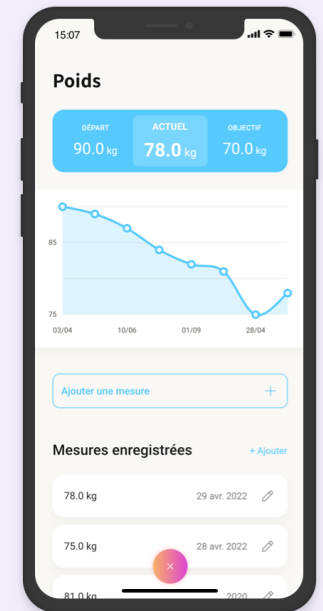 15:07
Poids
DÉPART ACTUEL OBJECTIF
90.0 kg 78.0 kg 70.0 kg
85
75
03/04 10/06 01/09 28/04
Ajouter une mesure +
Mesures enregistrées + Ajouter
78.0 kg 29 avr. 2022
75.0 kg 28 avr. 2022
81.0 kg 2020